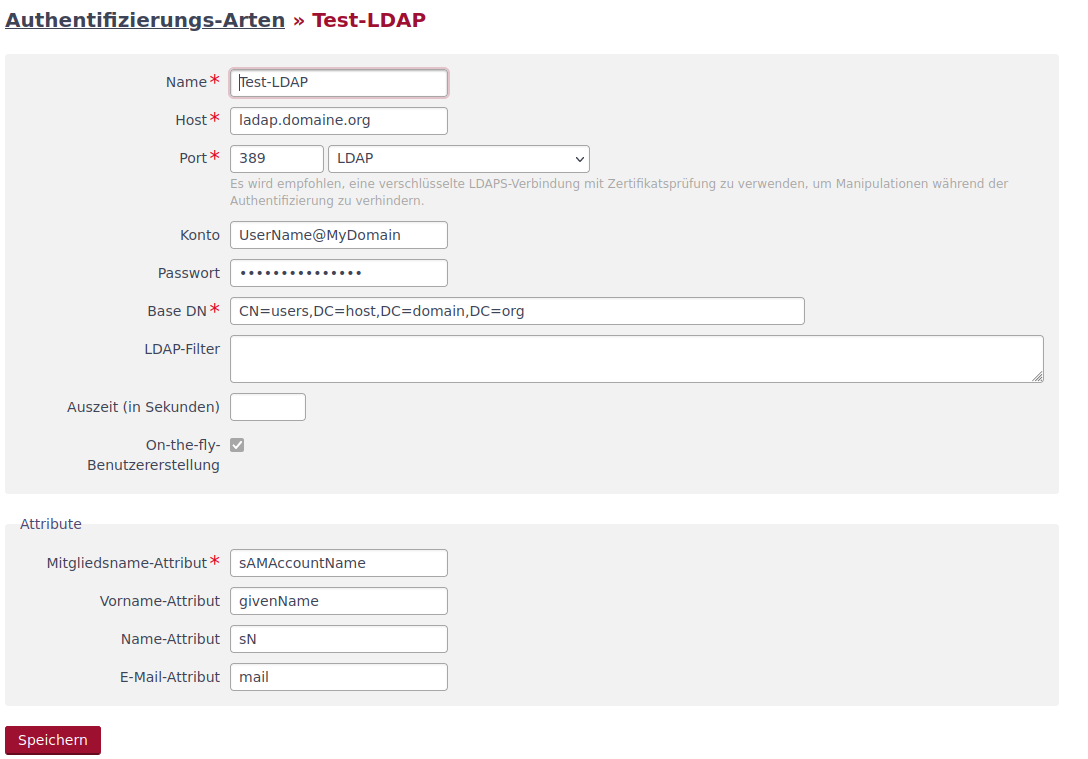 Authentifizierungs-Arten » Test-LDAP
Name* Test-LDAP
Host* ladap.domaine.org
Port* 389 LDAP
Es wird empfohlen, eine verschlüsselte LDAPS-Verbindung mit Zertifikatsprüfung zu verwenden, um Manipulationen während der
Authentifizierung zu verhindern.
Konto UserName@MyDomain
Passwort •••••••••••••••
Base DN* CN=users,DC=host,DC=domain,DC=org
LDAP-Filter
Auszeit (in Sekunden)
On-the-fly-
Benutzererstellung
Attribute
Mitgliedsname-Attribut* sAMAccountName
Vorname-Attribut givenName
Name-Attribut sN
E-Mail-Attribut mail
Speichern